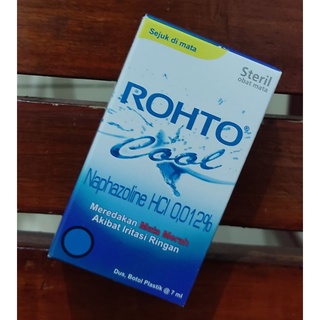 Sejuk di mata
Steril
obat mata
ROHTO®
Cool
Naphazoline HCl 0,012%
Meredakan Mata Merah
Akibat Iritasi Ringan
Dus, Botol Plastik @ 7 ml